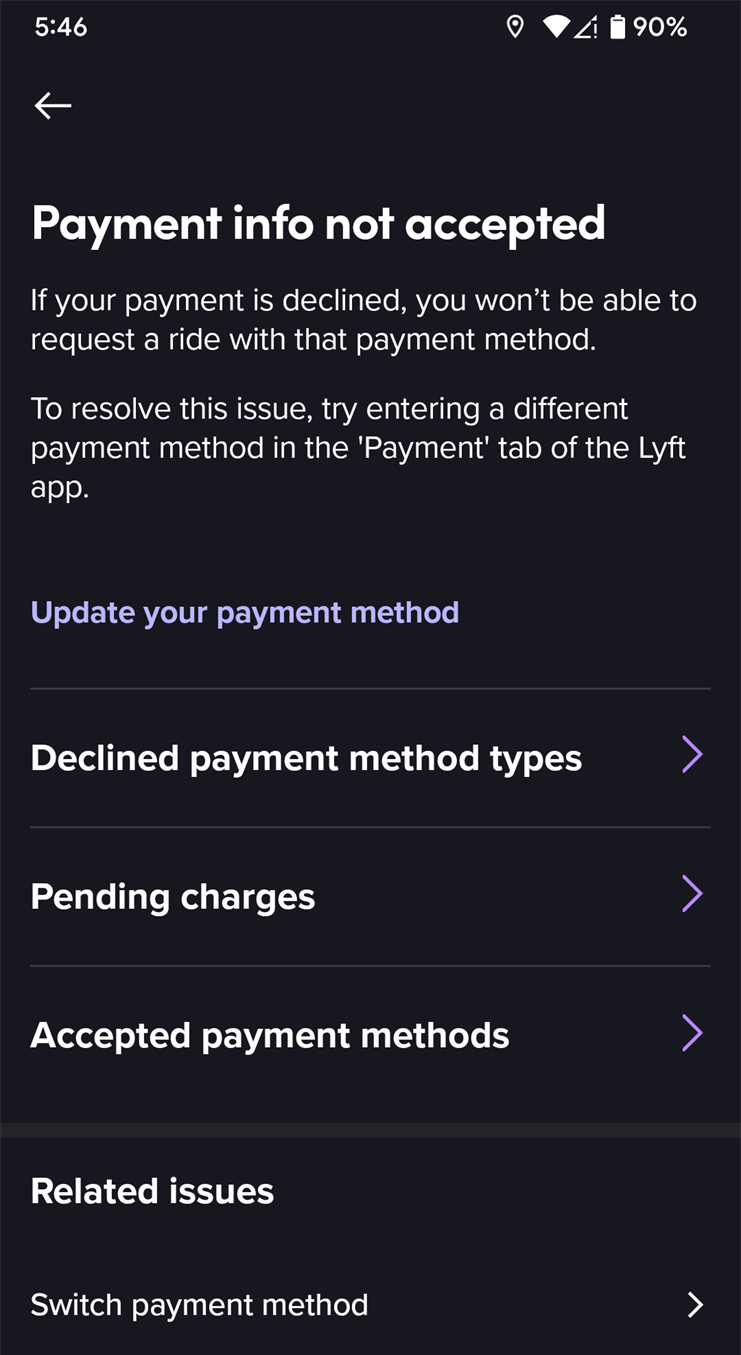 5:46
90%
Payment info not accepted
If your payment is declined, you won’t be able to
request a ride with that payment method.
To resolve this issue, try entering a different
payment method in the 'Payment' tab of the Lyft
app.
Update your payment method
Declined payment method types
Pending charges
Accepted payment methods
Related issues
Switch payment method